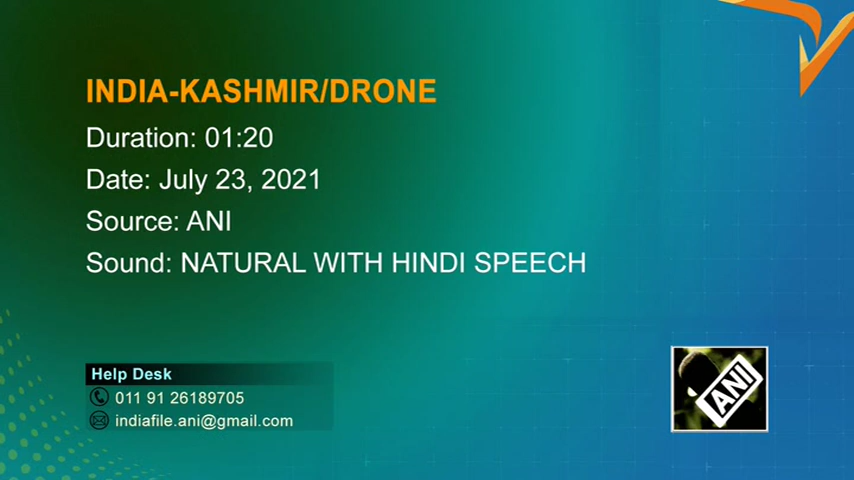 INDIA-KASHMIR/DRONE
Duration: 01:20
Date: July 23, 2021
Source: ANI
Sound: NATURAL WITH HINDI SPEECH
Help Desk
011 91 26189705
indiafile.ani@gmail.com
ANI